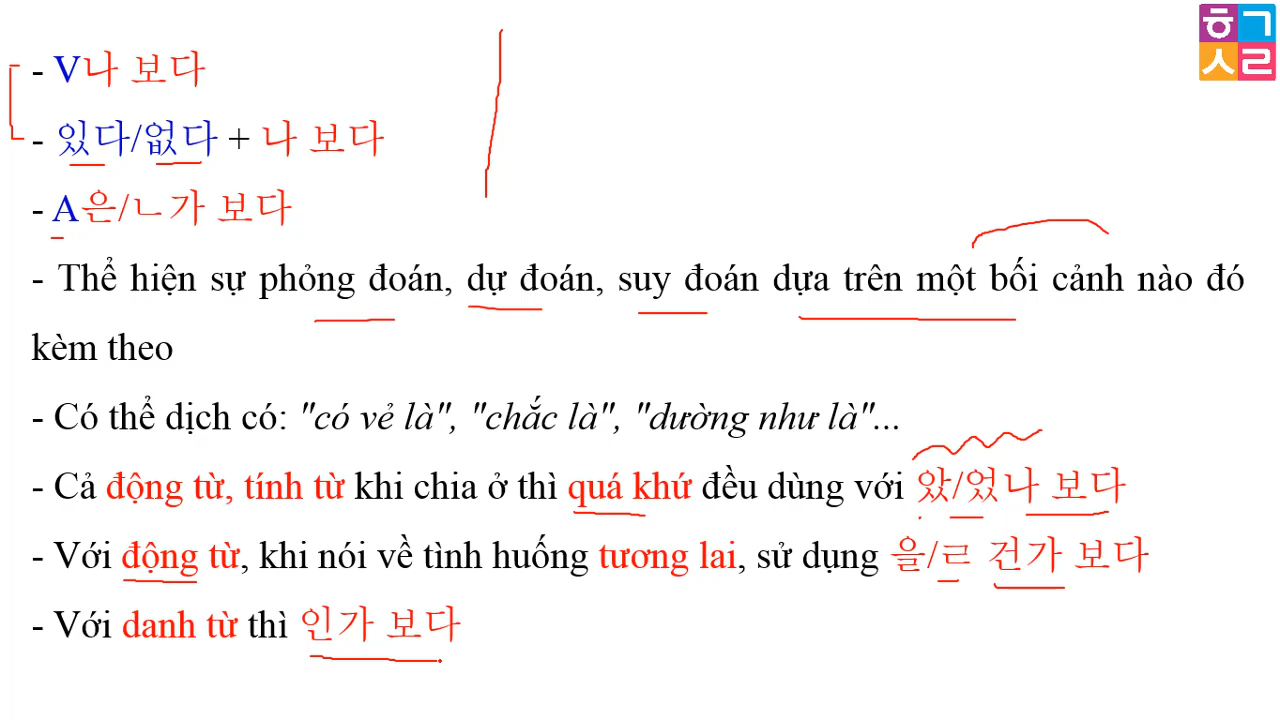 ㅎㄱ
ㅅㄹ
- V나 보다
- 있다/없다 + 나 보다
- A은/ㄴ가 보다
- Thể hiện sự phỏng đoán, dự đoán, suy đoán dựa trên một bối cảnh nào đó
kèm theo
- Có thể dịch có: "có vẻ là", "chắc là", "dường như là"...
- Cả động từ, tính từ khi chia ở thì quá khứ đều dùng với 았/었나 보다
- Với động từ, khi nói về tình huống tương lai, sử dụng 을/ㄹ 건가 보다
- Với danh từ thì 인가 보다